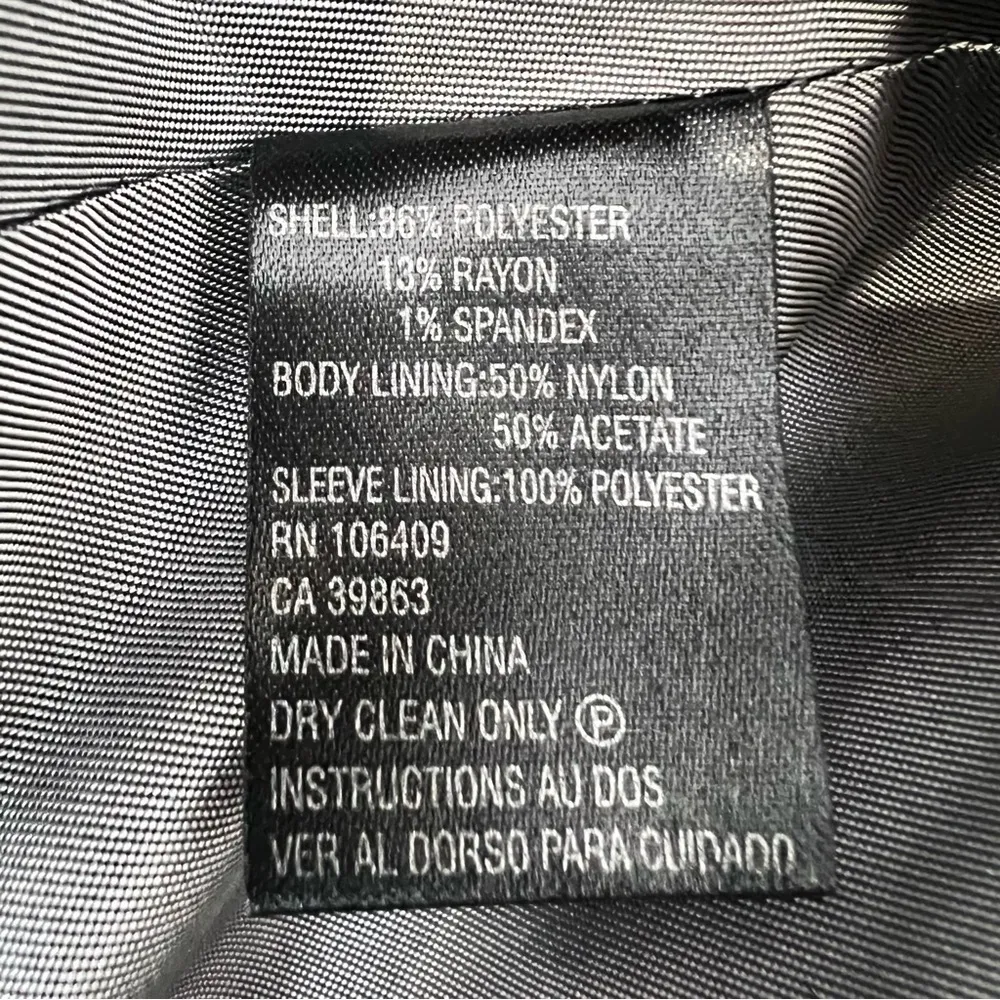 SHELL:86% POLYESTER
13% RAYON
1% SPANDEX
BODY LINING:50% NYLON
50% ACETATE
SLEEVE LINING:100% POLYESTER
RN 106409
CA 39863
MADE IN CHINA
DRY CLEAN ONLY Ⓟ
INSTRUCTIONS AU DOS
VER AL DORSO PARA CUIDADO